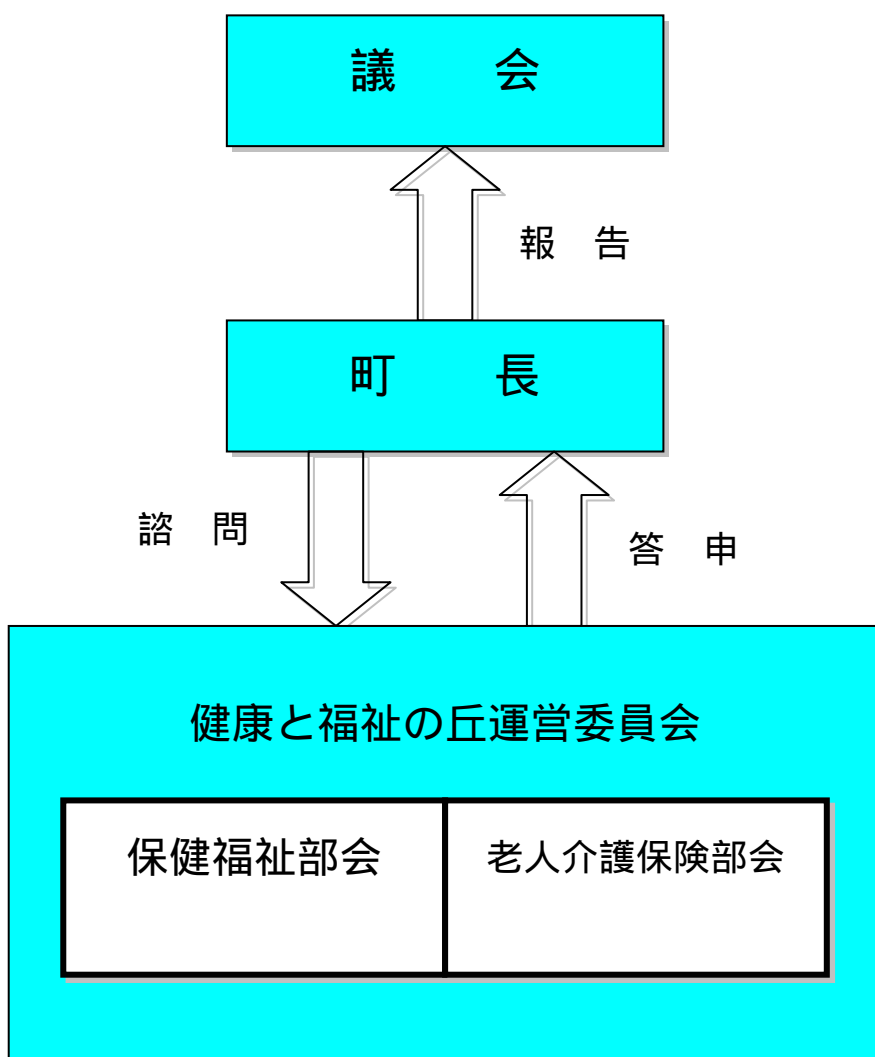 議　　会
報　告
町　　長
諮　問
答　申
健康と福祉の丘運営委員会
保健福祉部会
老人介護保険部会